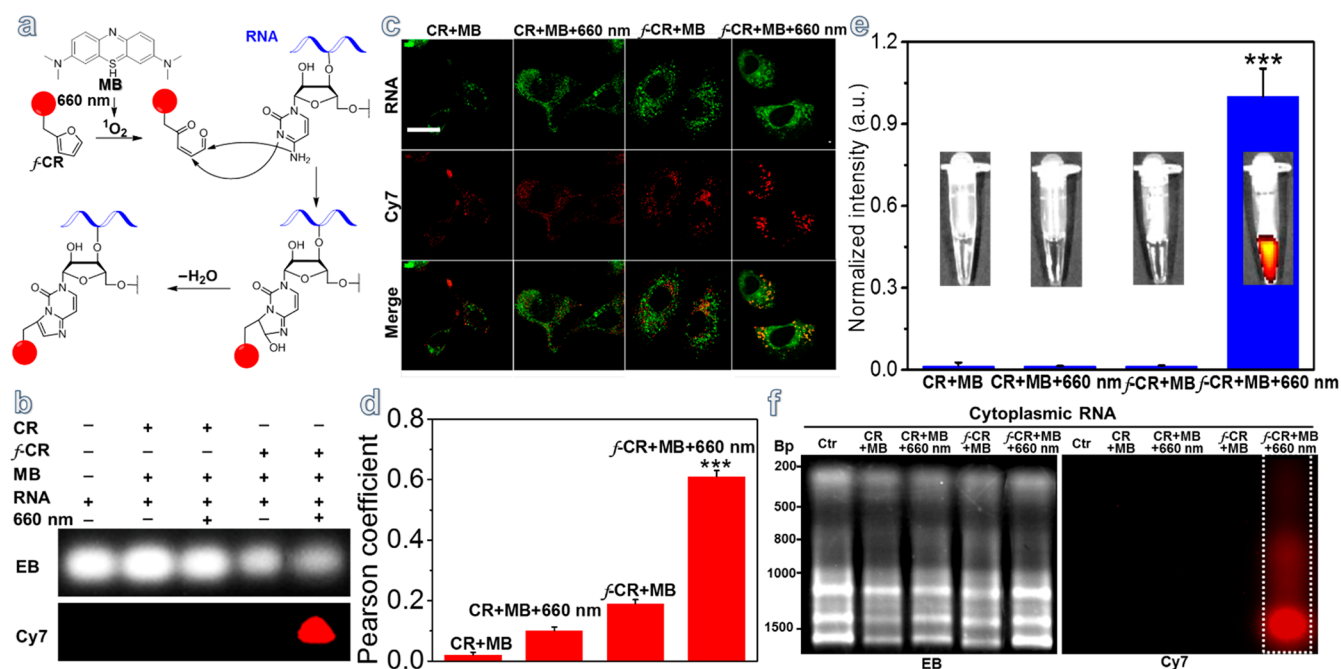 a
N
N
S
H
N
MB
660 nm
¹O₂
O
ƒ-CR
O
O
RNA
OH
O
O
O
N
O
N
NH₂
OH
O
O
O
N
O
N
N
–H₂O
OH
O
O
O
N
O
N
N
OH
b
CR – + + – –
ƒ-CR – – – + +
MB – + + + +
RNA + + + + +
660 nm – – + – +
EB
Cy7
c
CR+MB CR+MB+660 nm ƒ-CR+MB ƒ-CR+MB+660 nm
RNA
Cy7
Merge
d
Pearson coefficient
0.8
0.6
0.4
0.2
0.0
CR+MB
CR+MB+660 nm
ƒ-CR+MB
ƒ-CR+MB+660 nm
***
e
Normalized intensity (a.u.)
1.2
0.9
0.6
0.3
0.0
***
CR+MB CR+MB+660 nm ƒ-CR+MB ƒ-CR+MB+660 nm
f
Cytoplasmic RNA
Bp
Ctr
CR
+MB
CR+MB
+660 nm
ƒ-CR
+MB
ƒ-CR+MB
+660 nm
Ctr
CR
+MB
CR+MB
+660 nm
ƒ-CR
+MB
ƒ-CR+MB
+660 nm
200
500
800
1000
1500
EB
Cy7